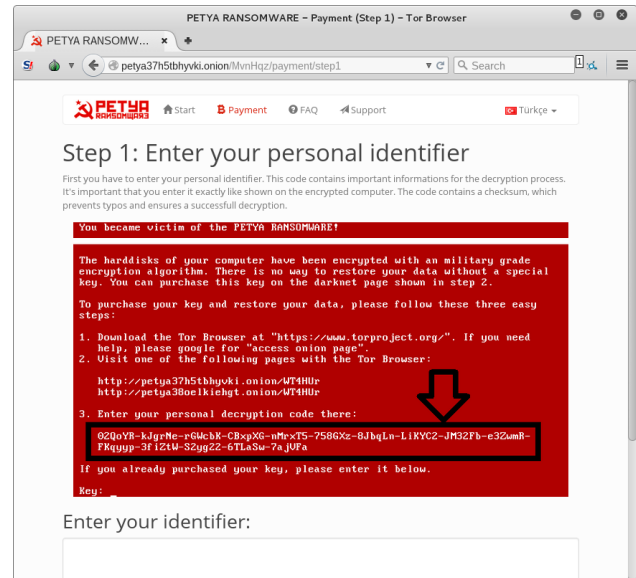 PETYA RANSOMWARE – Payment (Step 1) – Tor Browser
PETYA RANSOMW...
petya37h5tbhyvki.onion/MvnHqz/payment/step1
Search
1
PETYA
RANSOMWARE
Start
Payment
FAQ
Support
Türkçe
Step 1: Enter your personal identifier
First you have to enter your personal identifier. This code contains important informations for the decryption process.
It's important that you enter it exactly like shown on the encrypted computer. The code contains a checksum, which
prevents typos and ensures a successfull decryption.
You became victim of the PETYA RANSOMWARE!
The harddisks of your computer have been encrypted with an military grade
encryption algorithm. There is no way to restore your data without a special
key. You can purchase this key on the darknet page shown in step 2.
To purchase your key and restore your data, please follow these three easy
steps:
1. Download the Tor Browser at "https://www.torproject.org/". If you need
help, please google for "access onion page".
2. Visit one of the following pages with the Tor Browser:
http://petya37h5tbhyvki.onion/WT4HUr
http://petya38oelkiehgt.onion/WT4HUr
3. Enter your personal decryption code there:
02QoYR-kJgrNe-rGWcbK-CBxpXG-nMrxT5-758GXz-8JbqLn-LiKYC2-JM32Fb-e3ZwmR-
FKqyyp-3fiZtW-S2yg22-6TLaSw-7ajVFa
If you already purchased your key, please enter it below.
Key: _
Enter your identifier: